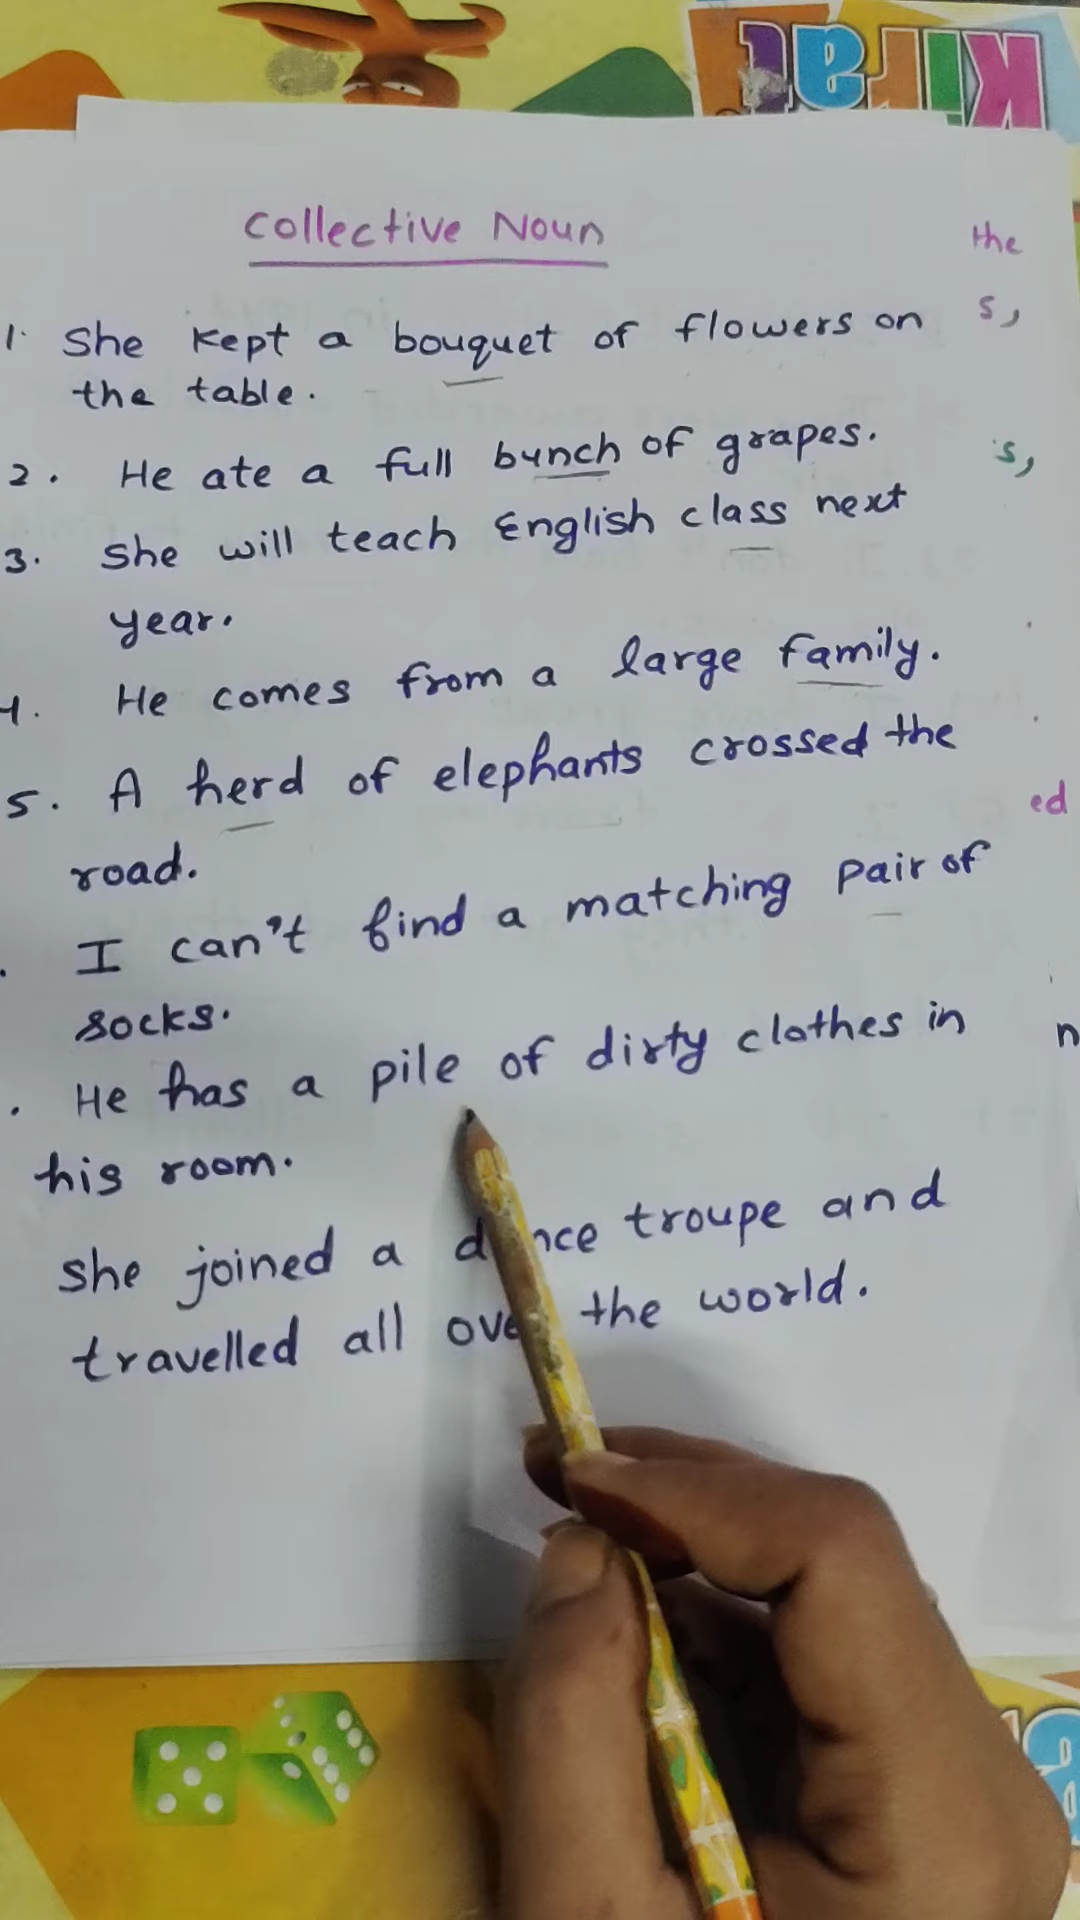 Kirat
Collective Noun
the
1. She kept a bouquet of flowers on
s,
the table.
2. He ate a full bunch of grapes.
s,
3. She will teach English class next
year.
4. He comes from a large family.
5. A herd of elephants crossed the
ed
road.
. I can't find a matching pair of
socks.
n
. He has a pile of dirty clothes in
his room.
She joined a dance troupe and
travelled all over the world.